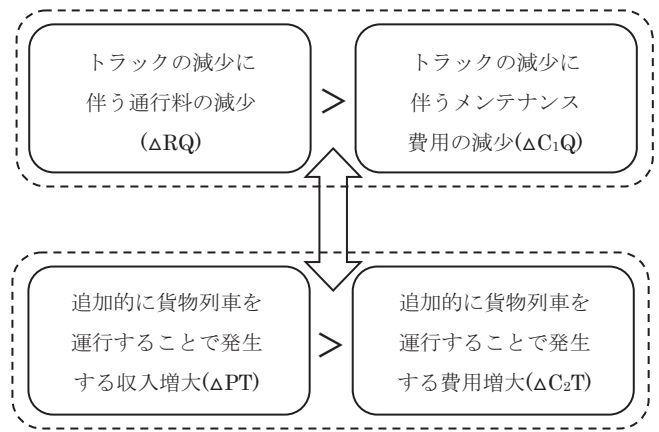 トラックの減少に
伴う通行料の減少
(△RQ)
>
トラックの減少に
伴うメンテナンス
費用の減少(△C₁Q)
追加的に貨物列車を
運行することで発生
する収入増大(△PT)
>
追加的に貨物列車を
運行することで発生
する費用増大(△C₂T)